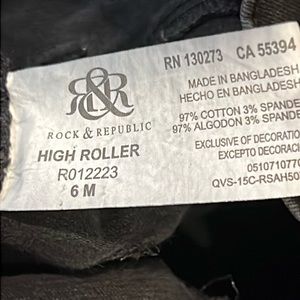 RN 130273 CA 55394
R&R
ROCK & REPUBLIC
MADE IN BANGLADESH
HECHO EN BANGLADESH
HIGH ROLLER
R012223
6 M
97% COTTON 3% SPANDE
97% ALGODON 3% SPANDE
EXCLUSIVE OF DECORATIO
EXCEPTO DECORACI
0510710770
QVS-15C-RSAH50